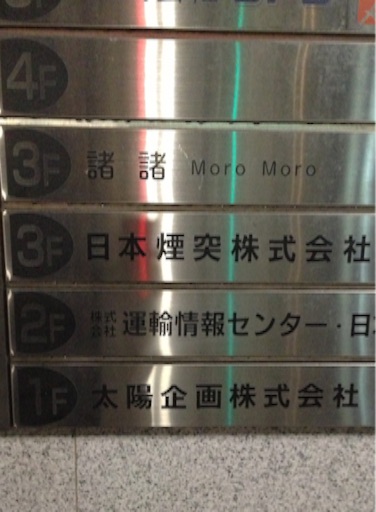 4F
3F 諸諸 Moro Moro
3F 日本煙突株式会社
2F 株式会社 運輸情報センター・日
1F 太陽企画株式会社